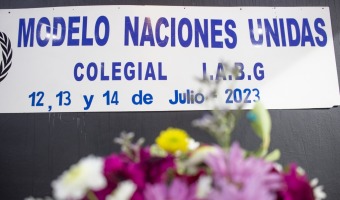 MODELO NACIONES UNIDAS
COLEGIAL I.A.B.G
12, 13 y 14 de Julio 2023